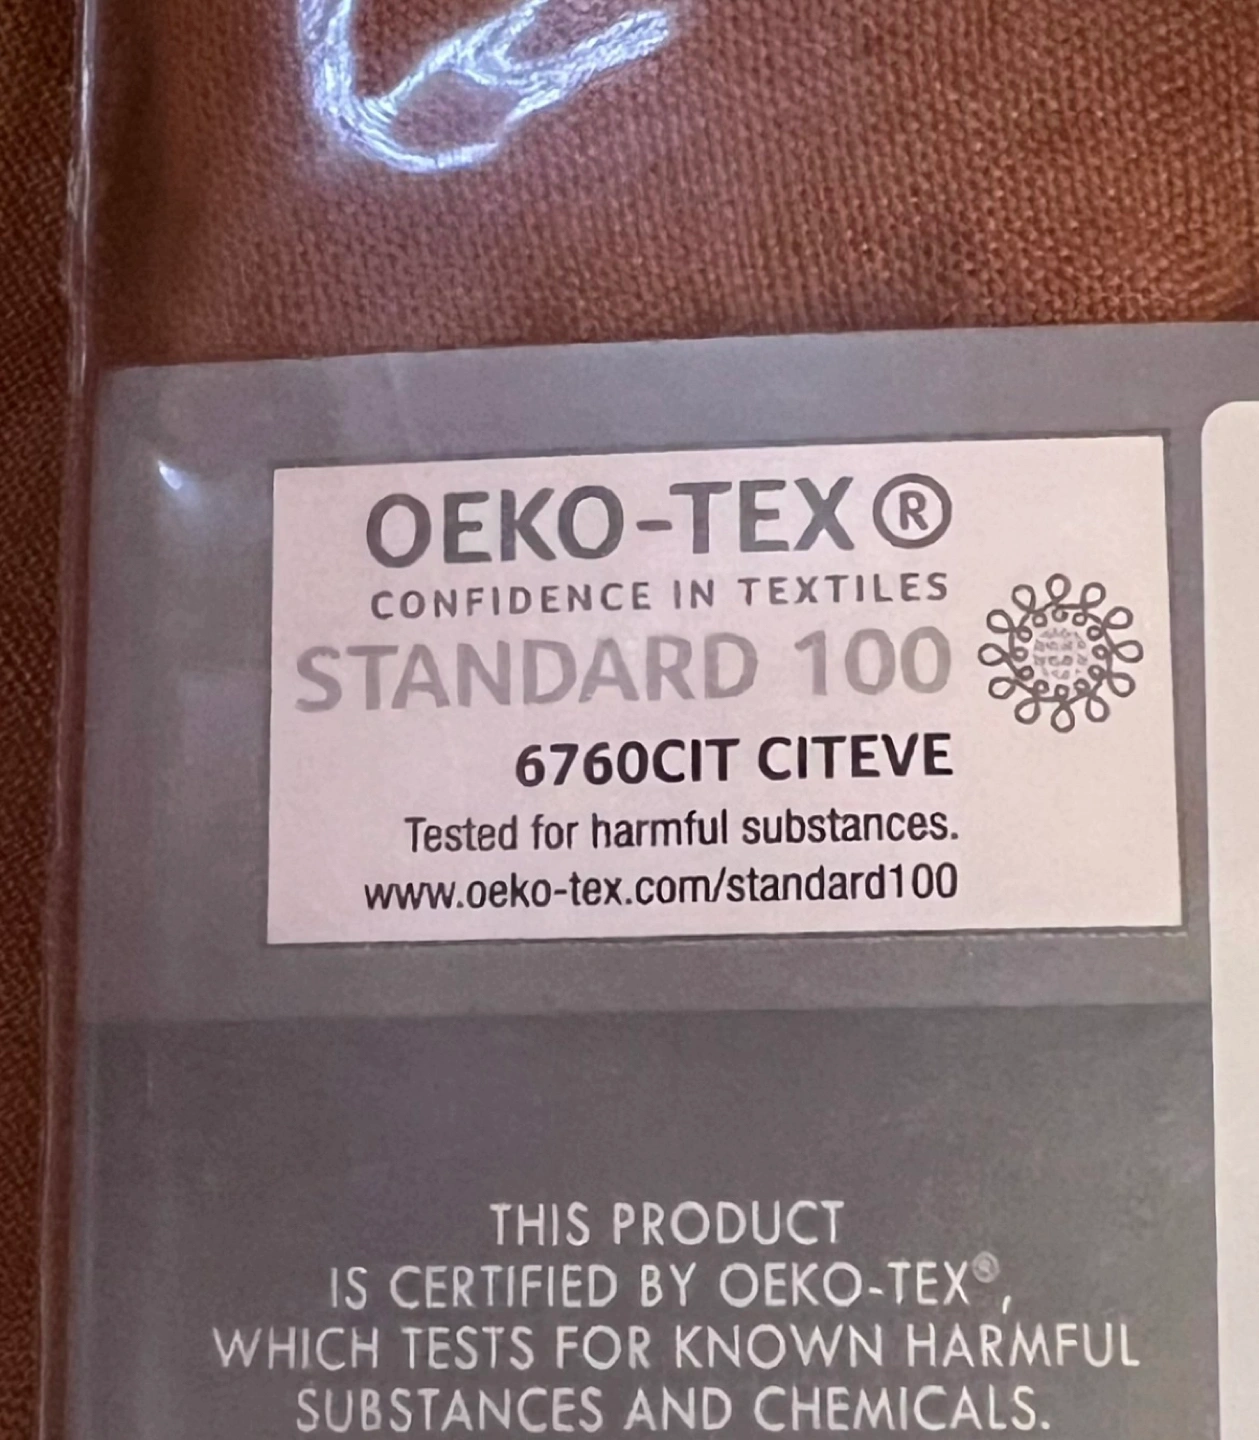 OEKO-TEX®
CONFIDENCE IN TEXTILES
STANDARD 100
6760CIT CITEVE
Tested for harmful substances.
www.oeko-tex.com/standard100
THIS PRODUCT
IS CERTIFIED BY OEKO-TEX®,
WHICH TESTS FOR KNOWN HARMFUL
SUBSTANCES AND CHEMICALS.